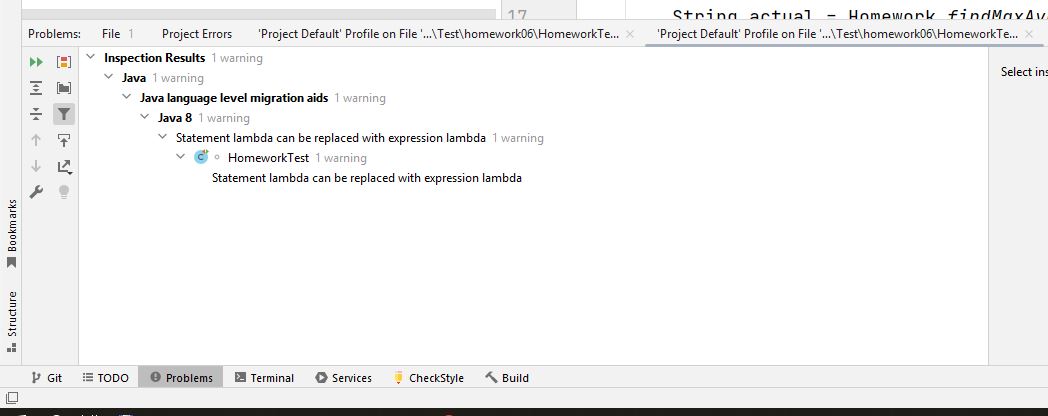 17
String actual = Homework.findMaxAv
Problems: File 1 Project Errors 'Project Default' Profile on File '...\Test\homework06\HomeworkTe... 'Project Default' Profile on File '...\Test\homework06\HomeworkTe...
Inspection Results 1 warning
Select ins
Java 1 warning
Java language level migration aids 1 warning
Java 8 1 warning
Statement lambda can be replaced with expression lambda 1 warning
HomeworkTest 1 warning
Statement lambda can be replaced with expression lambda
Bookmarks
Structure
Git TODO Problems Terminal Services CheckStyle Build